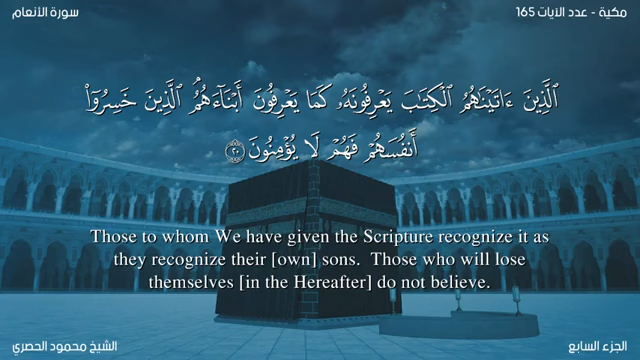 سورة الأنعام
مكية - عدد الآيات 165
ٱلَّذِينَ ءَاتَيْنَٰهُمُ ٱلْكِتَٰبَ يَعْرِفُونَهُۥ كَمَا يَعْرِفُونَ أَبْنَآءَهُمُ ۘ ٱلَّذِينَ خَسِرُوٓا۟
أَنفُسَهُمْ فَهُمْ لَا يُؤْمِنُونَ ٢٠
Those to whom We have given the Scripture recognize it as
they recognize their [own] sons.  Those who will lose
themselves [in the Hereafter] do not believe.
الشيخ محمود الحصري
الجزء السابع